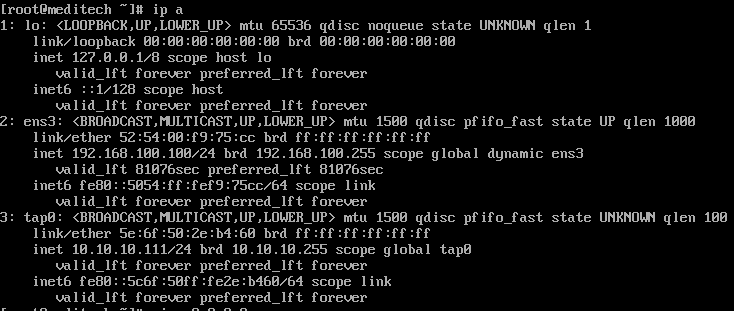 [root@meditech ~]# ip a
1: lo: <LOOPBACK,UP,LOWER_UP> mtu 65536 qdisc noqueue state UNKNOWN qlen 1
    link/loopback 00:00:00:00:00:00 brd 00:00:00:00:00:00
    inet 127.0.0.1/8 scope host lo
       valid_lft forever preferred_lft forever
    inet6 ::1/128 scope host
       valid_lft forever preferred_lft forever
2: ens3: <BROADCAST,MULTICAST,UP,LOWER_UP> mtu 1500 qdisc pfifo_fast state UP qlen 1000
    link/ether 52:54:00:f9:75:cc brd ff:ff:ff:ff:ff:ff
    inet 192.168.100.100/24 brd 192.168.100.255 scope global dynamic ens3
       valid_lft 81076sec preferred_lft 81076sec
    inet6 fe80::5054:ff:fef9:75cc/64 scope link
       valid_lft forever preferred_lft forever
3: tap0: <BROADCAST,MULTICAST,UP,LOWER_UP> mtu 1500 qdisc pfifo_fast state UNKNOWN qlen 100
    link/ether 5e:6f:50:2e:b4:60 brd ff:ff:ff:ff:ff:ff
    inet 10.10.10.111/24 brd 10.10.10.255 scope global tap0
       valid_lft forever preferred_lft forever
    inet6 fe80::5c6f:50ff:fe2e:b460/64 scope link
       valid_lft forever preferred_lft forever